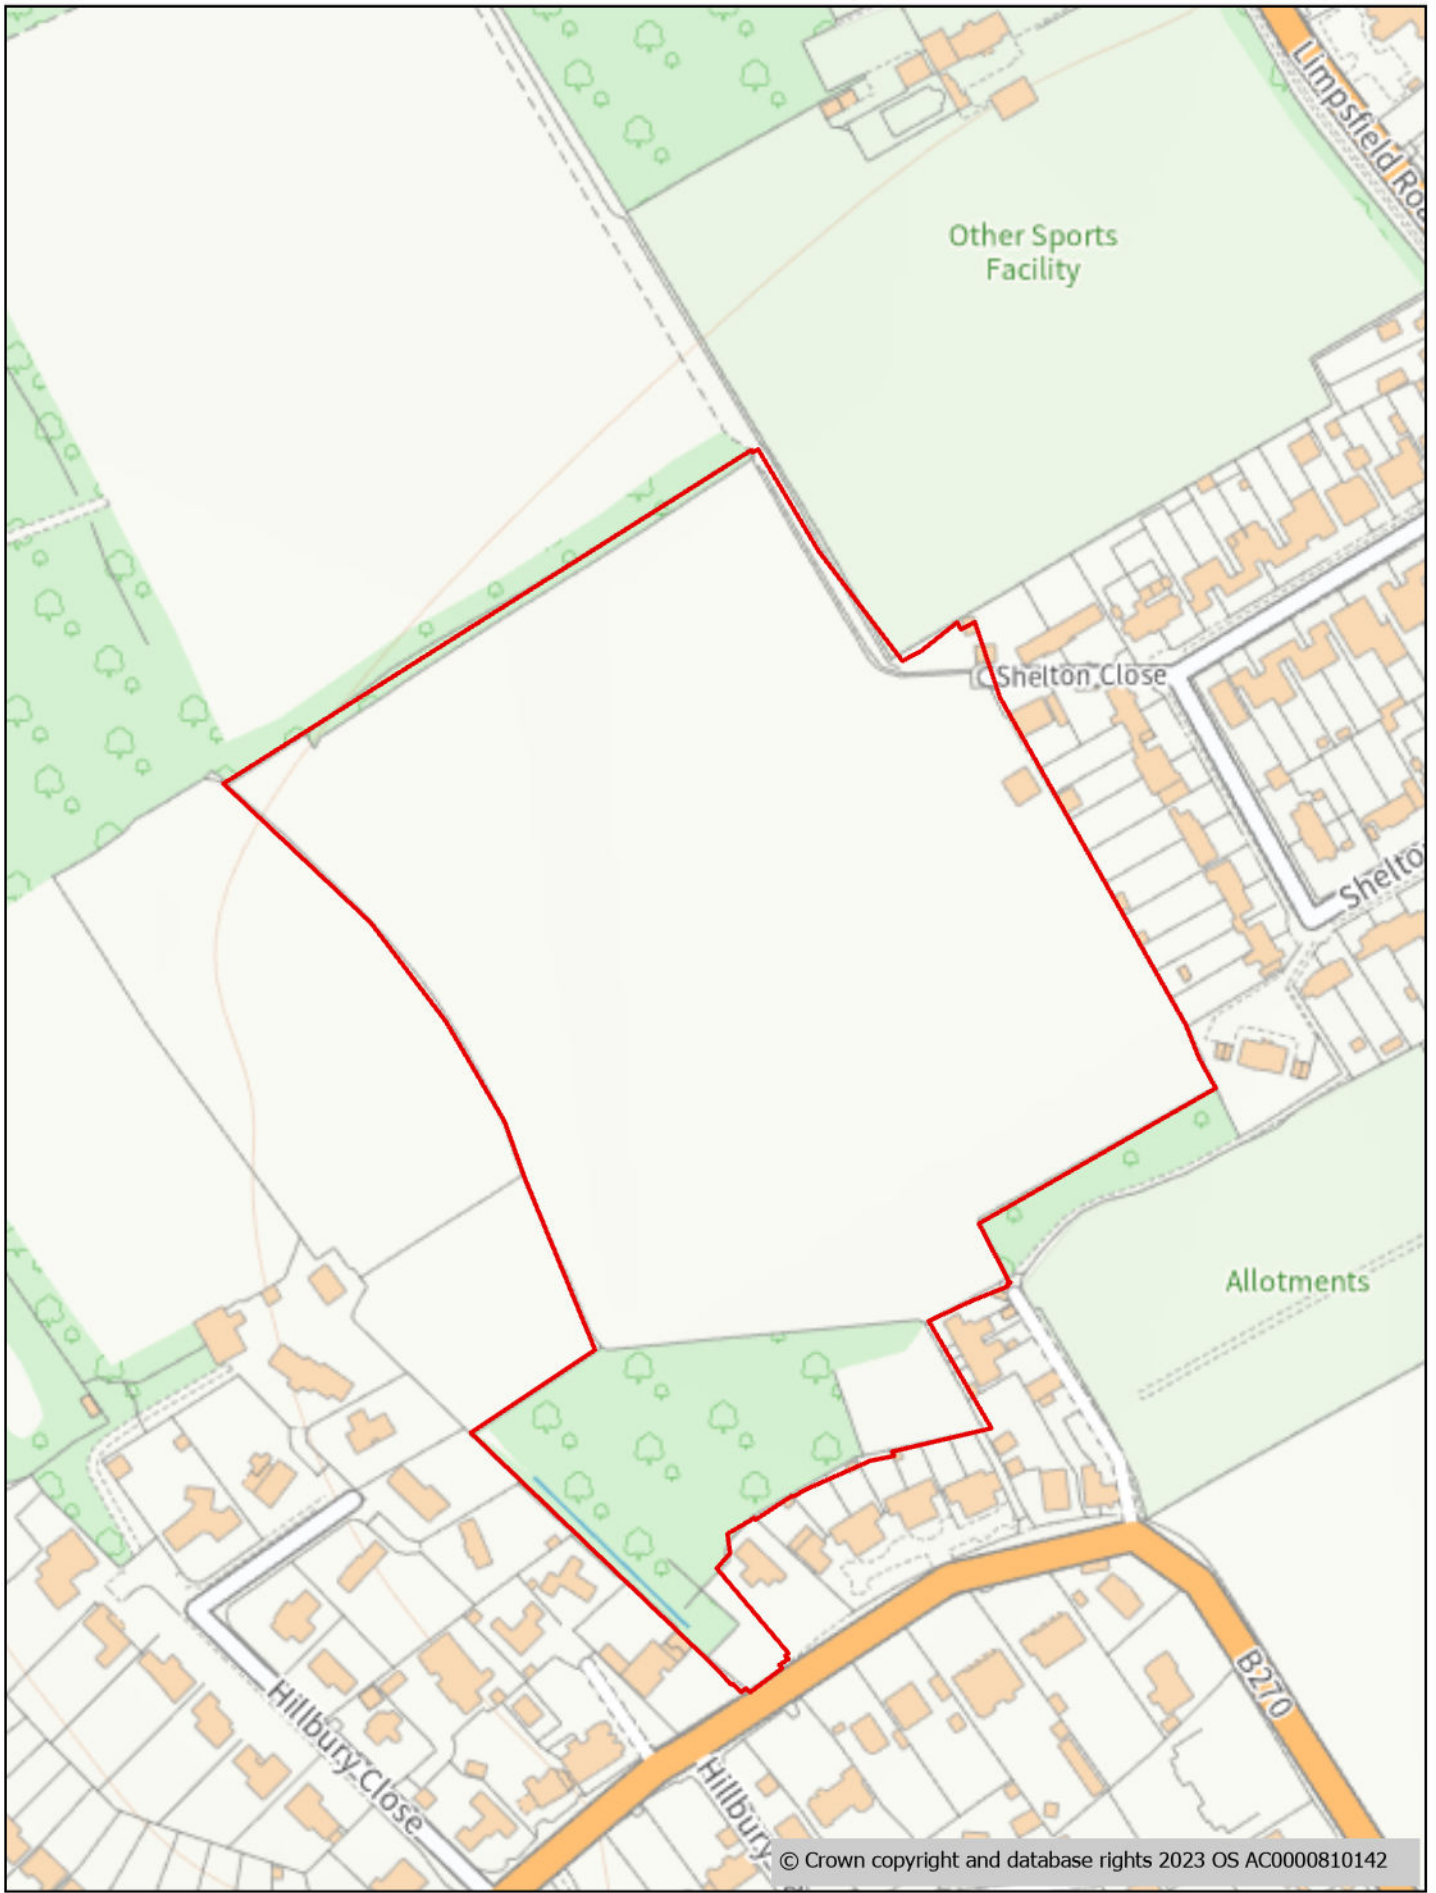 Limpsfield Roa
Other Sports
Facility
Shelton Close
Shelto
Allotments
B270
Hillbury Close
Hillbury
© Crown copyright and database rights 2023 OS AC0000810142